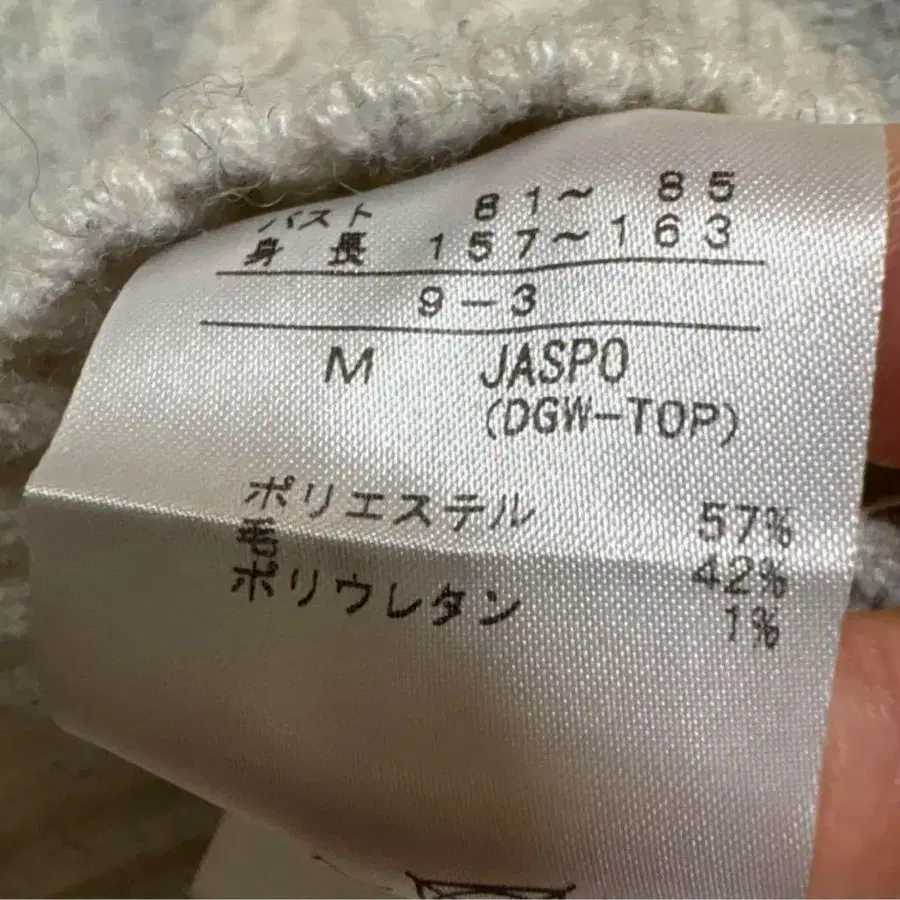 バスト 81〜 85
身長 157〜163
9-3
M JASPO
(DGW-TOP)
ポリエステル 57%
毛 42%
ポリウレタン 1%